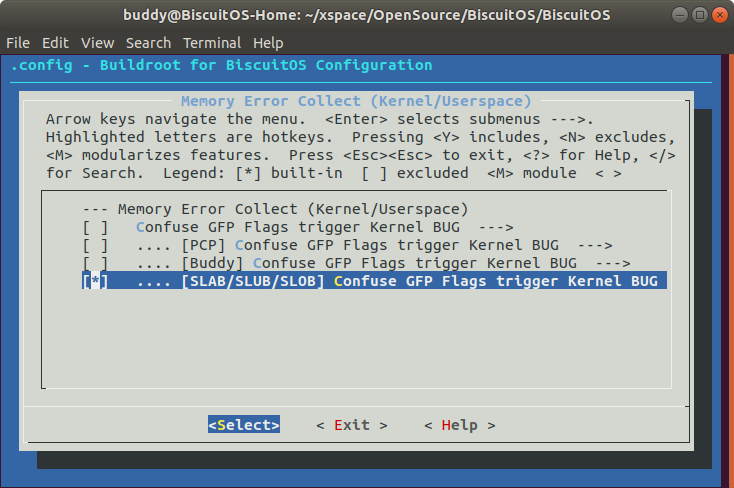 buddy@BiscuitOS-Home: ~/xspace/OpenSource/BiscuitOS/BiscuitOS
File Edit View Search Terminal Help
.config - Buildroot for BiscuitOS Configuration
Memory Error Collect (Kernel/Userspace)
Arrow keys navigate the menu.  <Enter> selects submenus --->.
Highlighted letters are hotkeys.  Pressing <Y> includes, <N> excludes,
<M> modularizes features.  Press <Esc><Esc> to exit, <?> for Help, </>
for Search.  Legend: [*] built-in  [ ] excluded  <M> module  < >
--- Memory Error Collect (Kernel/Userspace)
[ ]   Confuse GFP Flags trigger Kernel BUG  --->
[ ]   .... [PCP] Confuse GFP Flags trigger Kernel BUG  --->
[ ]   .... [Buddy] Confuse GFP Flags trigger Kernel BUG  --->
[*]   .... [SLAB/SLUB/SLOB] Confuse GFP Flags trigger Kernel BUG
<Select>    < Exit >    < Help >